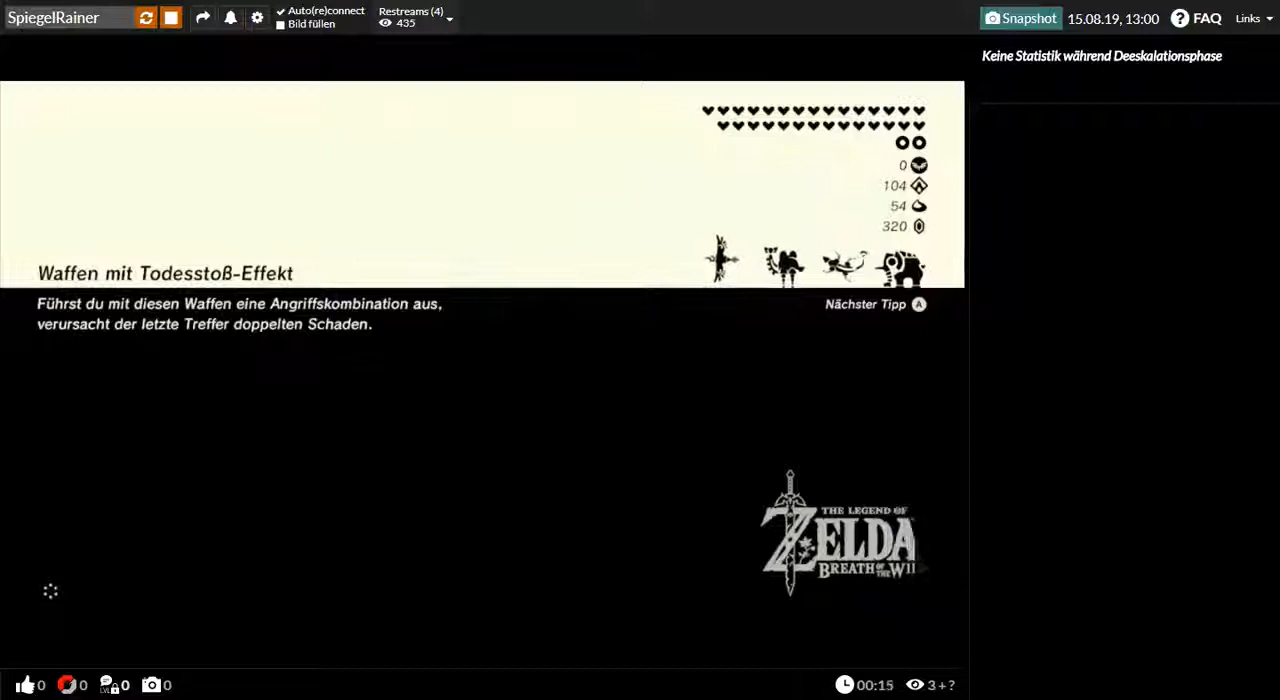 SpiegelRainer
Auto(re)connect
Bild füllen
Restreams (4)
435
Snapshot
15.08.19, 13:00
FAQ
Links
Keine Statistik während Deeskalationsphase
0
104
54
320
Waffen mit Todesstoß-Effekt
Führst du mit diesen Waffen eine Angriffskombination aus,
verursacht der letzte Treffer doppelten Schaden.
Nächster Tipp A
THE LEGEND OF
ZELDA
BREATH OF THE
0
0
LVL
0
0
00:15
3 + ?